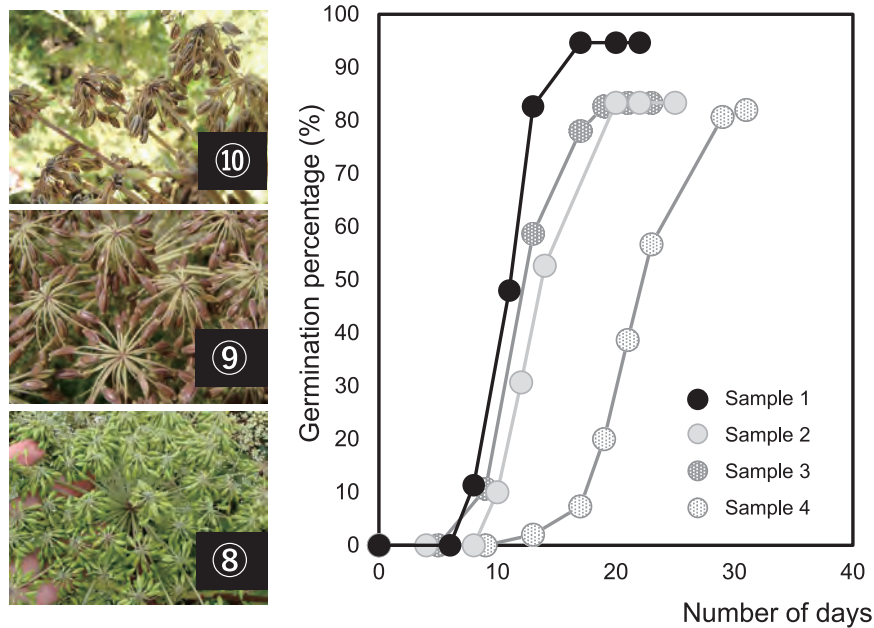 ⑩
⑨
⑧
Germination percentage (%)
100
90
80
70
60
50
40
30
20
10
0
0 10 20 30 40
Number of days
Sample 1
Sample 2
Sample 3
Sample 4